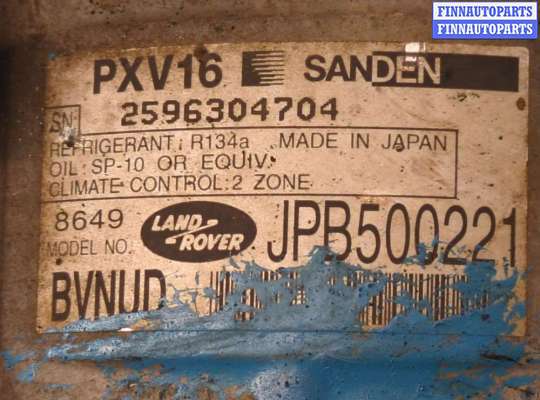 FINNAUTOPARTS
FINNAUTOPARTS
PXV16 SANDEN
SN 2596304704
REFRIGERANT: R134a MADE IN JAPAN
OIL: SP-10 OR EQUIV.
CLIMATE CONTROL: 2 ZONE
8649 LAND ROVER JPB500221
MODEL NO.
BVNUD